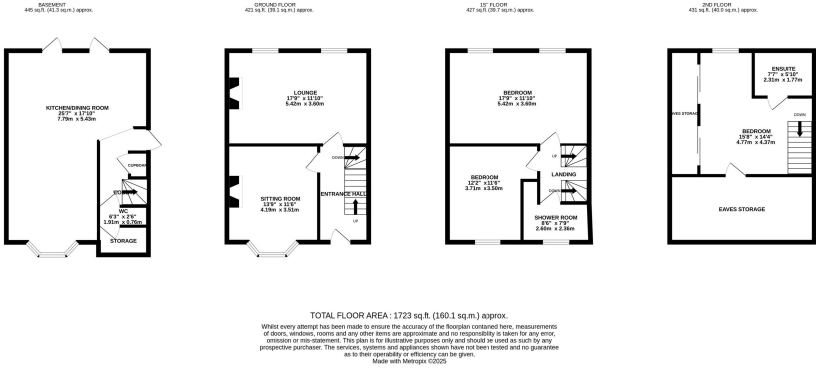 BASEMENT
445 sq.ft. (41.3 sq.m.) approx.
KITCHEN/DINING ROOM
25'7" x 17'10"
7.79m x 5.43m
CUPBOARD
DOWN
WC
6'3" x 2'6"
1.91m x 0.76m
STORAGE
GROUND FLOOR
421 sq.ft. (39.1 sq.m.) approx.
LOUNGE
17'9" x 11'10"
5.42m x 3.60m
DOWN
SITTING ROOM
13'9" x 11'6"
4.19m x 3.51m
ENTRANCE HALL
UP
1ST FLOOR
427 sq.ft. (39.7 sq.m.) approx.
BEDROOM
17'9" x 11'10"
5.42m x 3.60m
UP
BEDROOM
12'2" x11'6"
3.71m x3.50m
LANDING
DOWN
SHOWER ROOM
8'6" x 7'9"
2.60m x 2.36m
2ND FLOOR
431 sq.ft. (40.0 sq.m.) approx.
ENSUITE
7'7" x 5'10"
2.31m x 1.77m
EAVES STORAGE
DOWN
BEDROOM
15'8" x 14'4"
4.77m x 4.37m
EAVES STORAGE
TOTAL FLOOR AREA : 1723 sq.ft. (160.1 sq.m.) approx.
Whilst every attempt has been made to ensure the accuracy of the floorplan contained here, measurements
of doors, windows, rooms and any other items are approximate and no responsibility is taken for any error,
omission or mis-statement. This plan is for illustrative purposes only and should be used as such by any
prospective purchaser. The services, systems and appliances shown have not been tested and no guarantee
as to their operability or efficiency can be given.
Made with Metropix ©2025